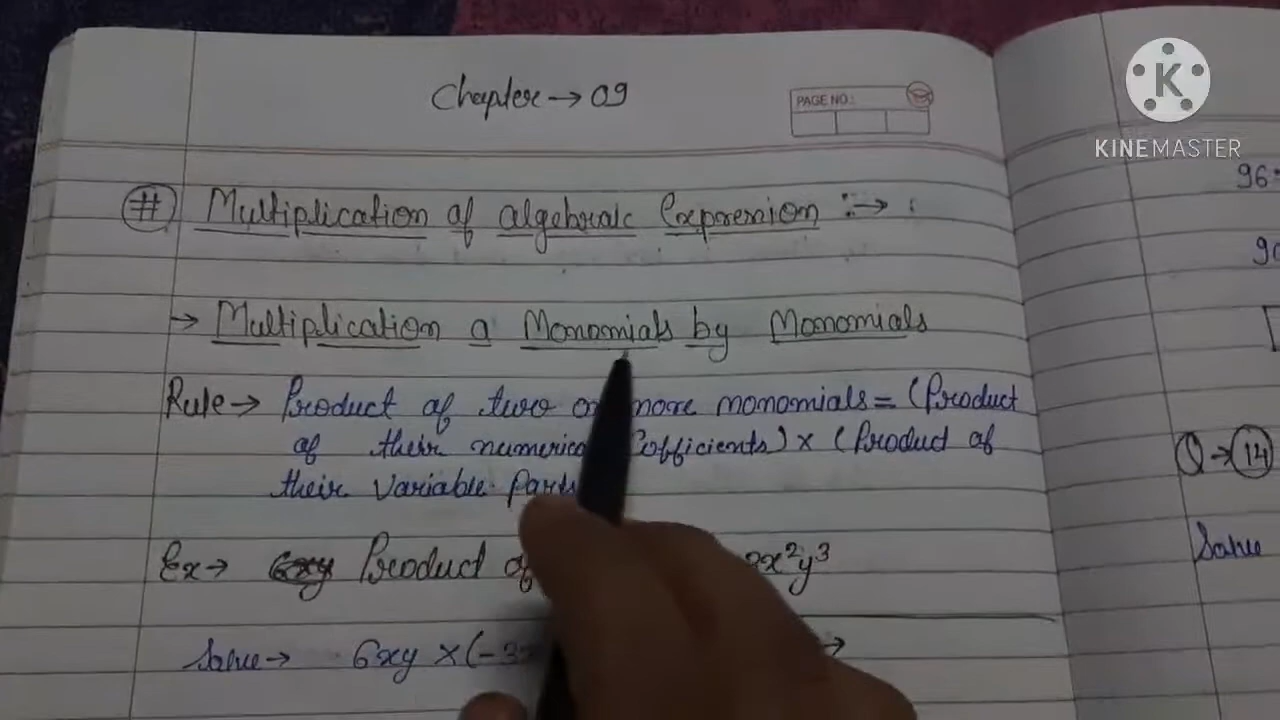 Chapter → 09
PAGE NO.:
K
KINEMASTER
# Multiplication of algebraic Expression :→
→ Multiplication a Monomials by Monomials
Rule → Product of two or more monomials = (Product
of their numerical Cofficients) × (Product of
their variable Parts
Ex → 6xy Product of x²y³
Solve → 6xy × (-3
96
Q → 14
Solve